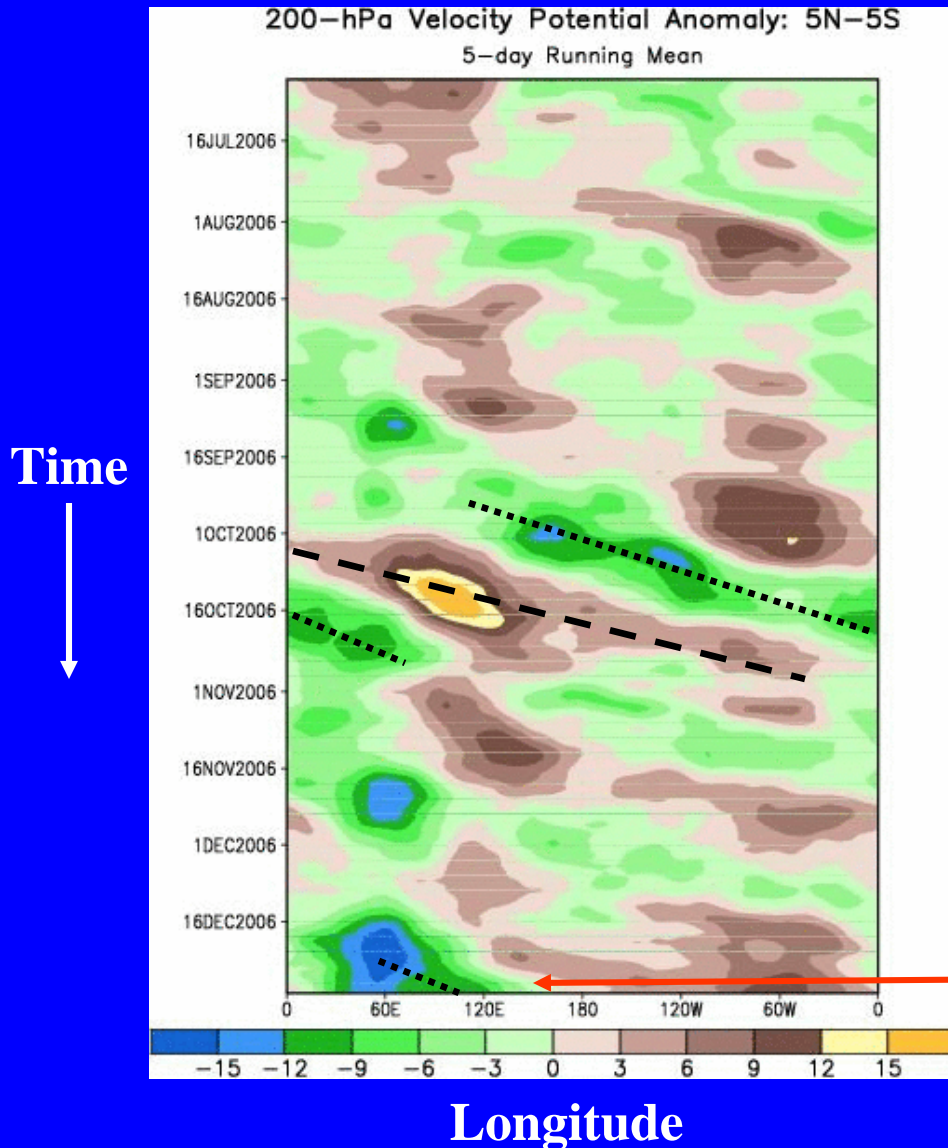 200-hPa Velocity Potential Anomaly: 5N-5S
5-day Running Mean
16JUL2006
1AUG2006
16AUG2006
1SEP2006
Time
16SEP2006
1OCT2006
16OCT2006
1NOV2006
16NOV2006
1DEC2006
16DEC2006
0 60E 120E 180 120W 60W 0
-15 -12 -9 -6 -3 0 3 6 9 12 15
Longitude